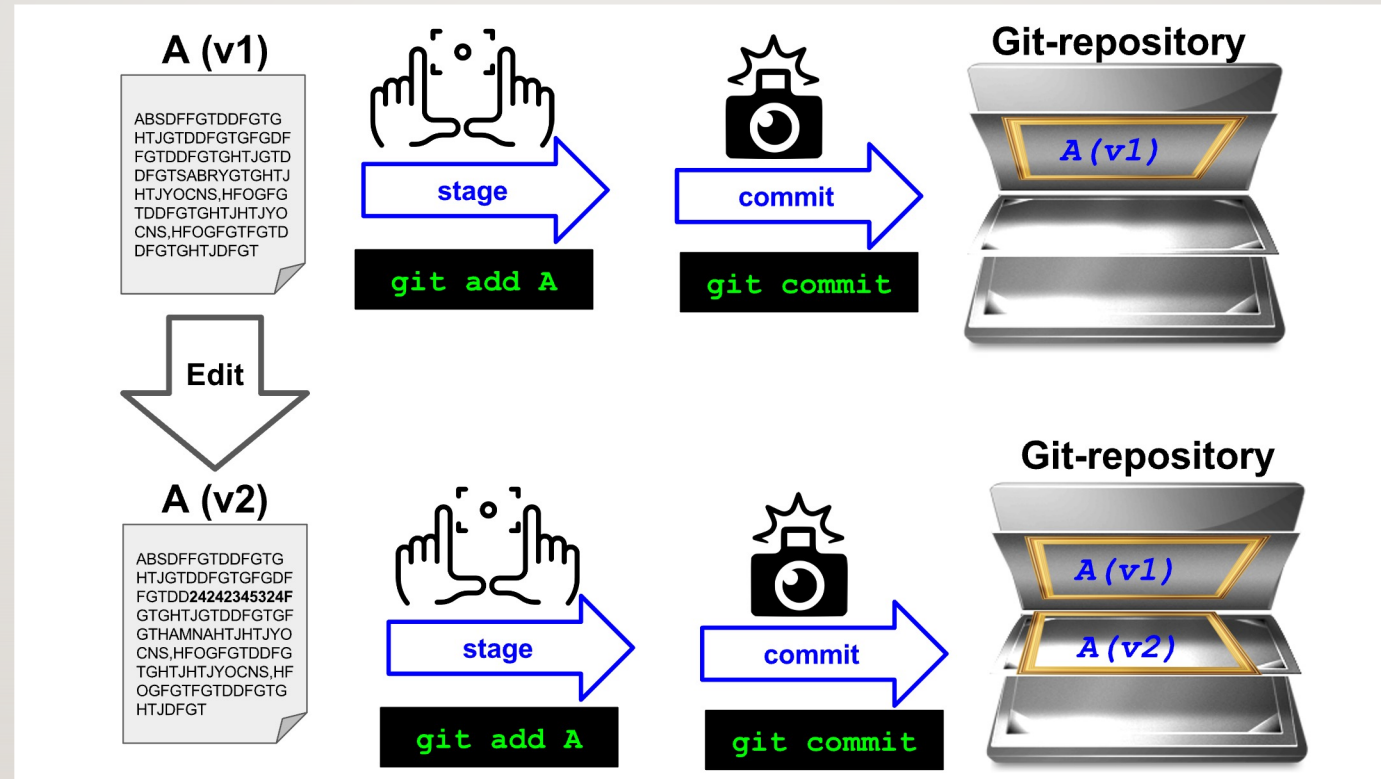 A (v1)
ABSDFFGTDDFGTG
HTJGTDDFGTGFGDF
FGTDDFGTGHTJGTD
DFGTSABRYGTGHTJ
HTJYOCNS,HFOGFG
TDDFGTGHTJHTJYO
CNS,HFOGFGTFGTD
DFGTGHTJDFGT
stage
git add A
commit
git commit
Git-repository
A(v1)
Edit
A (v2)
ABSDFFGTDDFGTG
HTJGTDDFGTGFGDF
FGTDD24242345324F
GTGHTJGTDDFGTGF
GTHAMNAHTJHTJYO
CNS,HFOGFGTDDFG
TGHTJHTJYOCNS,HF
OGFGTFGTDDFGTG
HTJDFGT
stage
git add A
commit
git commit
Git-repository
A(v1)
A(v2)